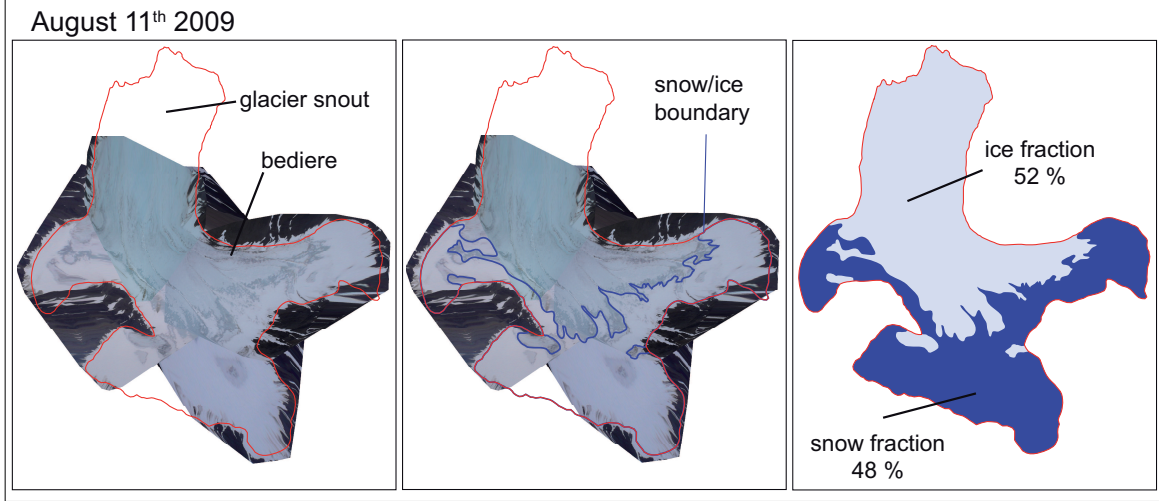 August 11th 2009
glacier snout
bediere
snow/ice
boundary
ice fraction
52 %
snow fraction
48 %